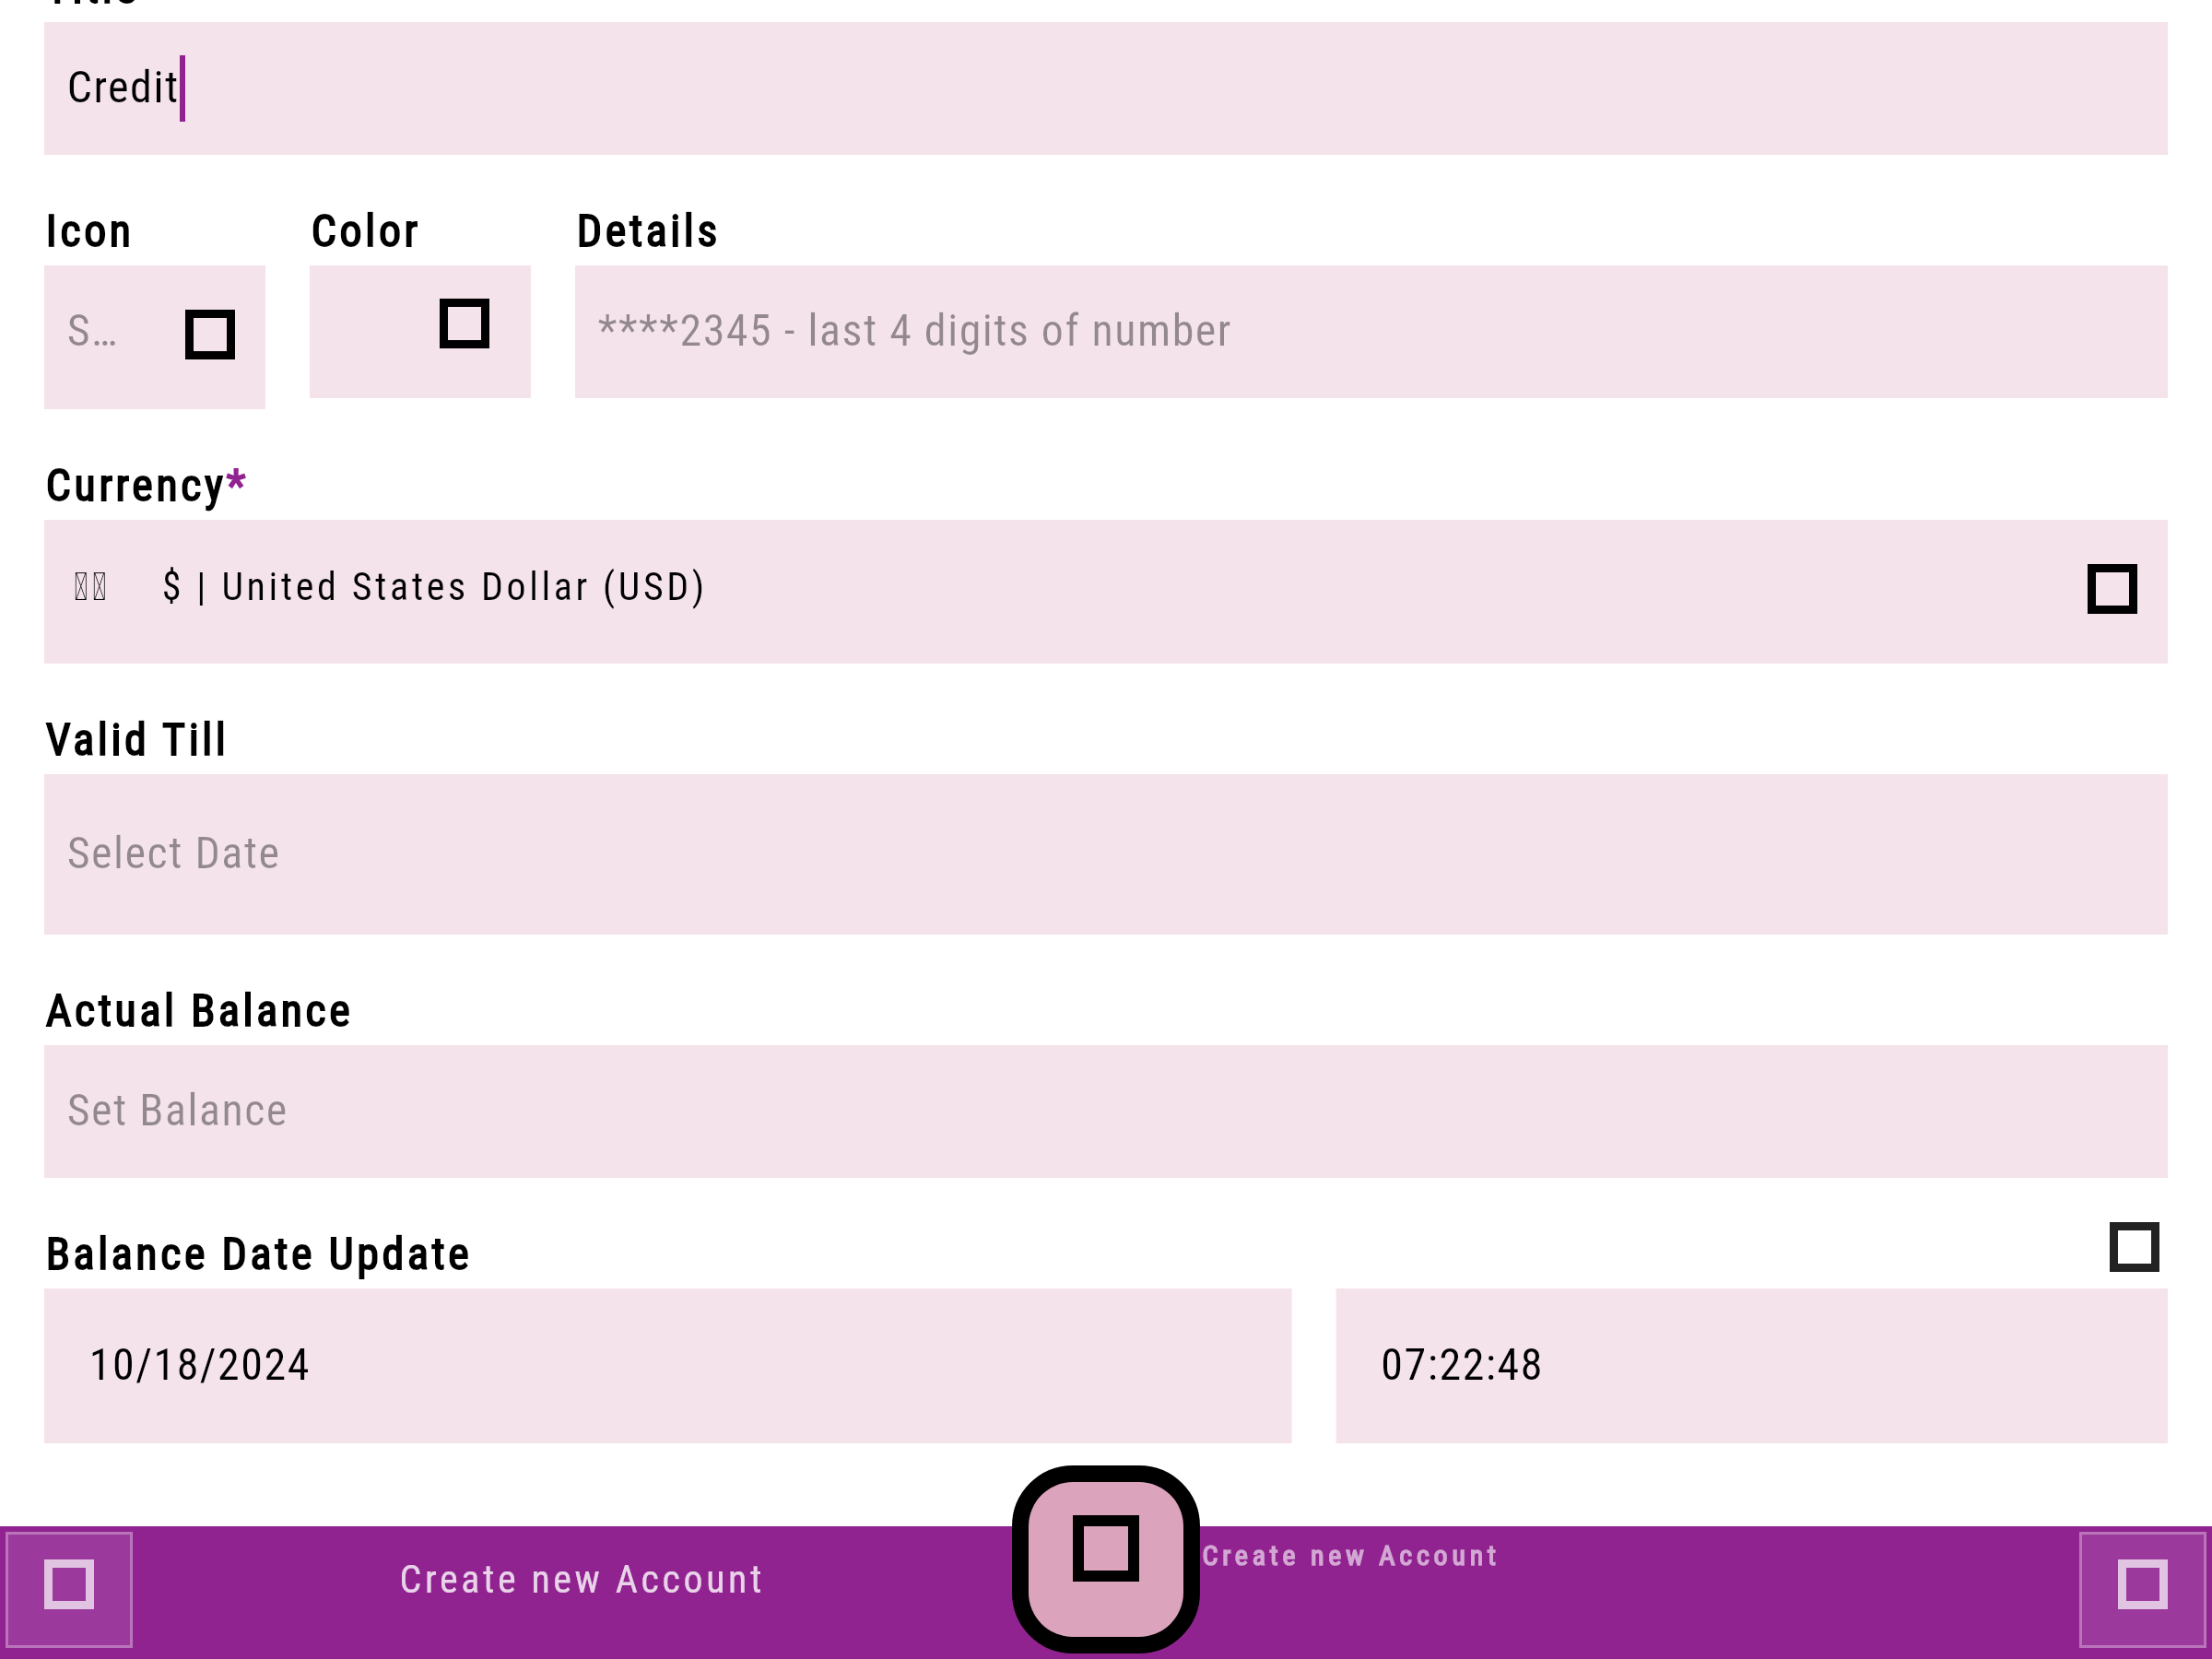 Title
Credit
Icon
Color
Details
S...
****2345 - last 4 digits of number
Currency*
$ | United States Dollar (USD)
Valid Till
Select Date
Actual Balance
Set Balance
Balance Date Update
10/18/2024
07:22:48
Create new Account
Create new Account